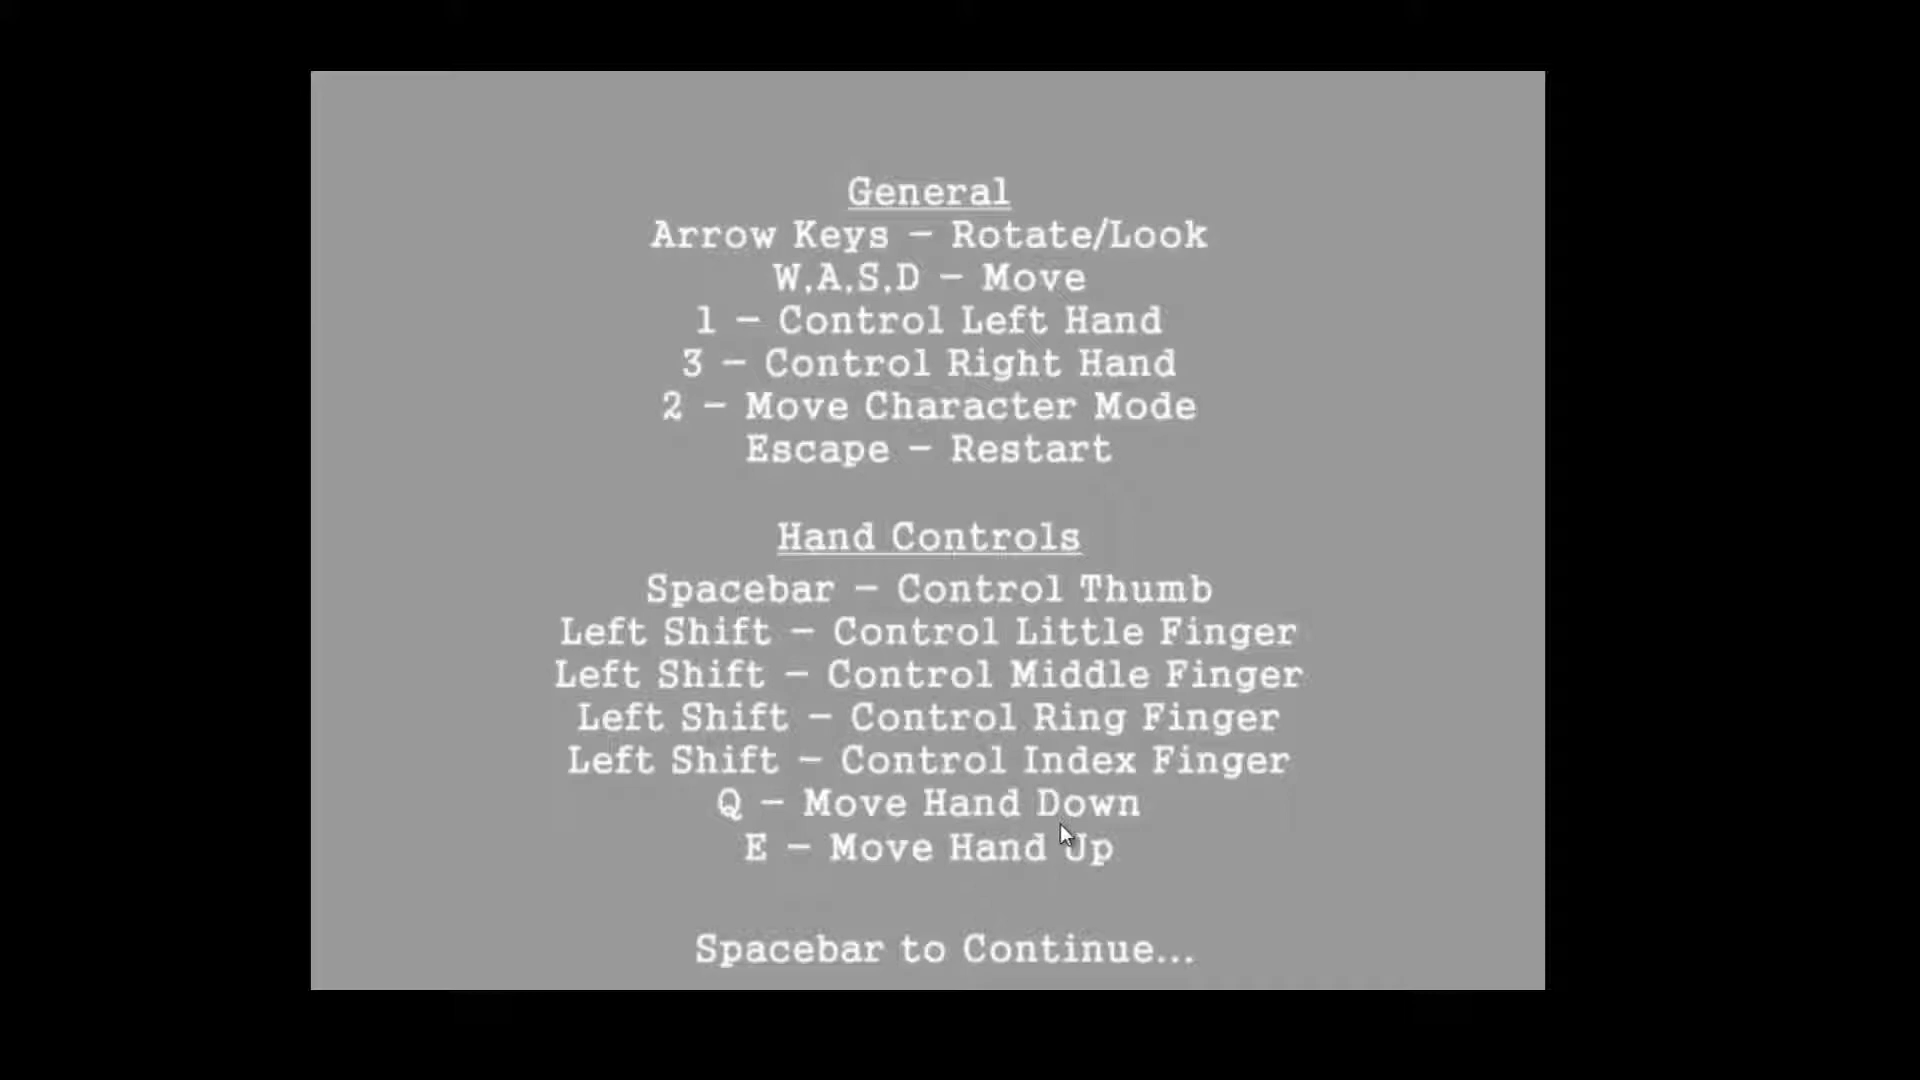 General
Arrow Keys – Rotate/Look
W.A.S.D – Move
1 – Control Left Hand
3 – Control Right Hand
2 – Move Character Mode
Escape – Restart
Hand Controls
Spacebar – Control Thumb
Left Shift – Control Little Finger
Left Shift – Control Middle Finger
Left Shift – Control Ring Finger
Left Shift – Control Index Finger
Q – Move Hand Down
E – Move Hand Up
Spacebar to Continue...